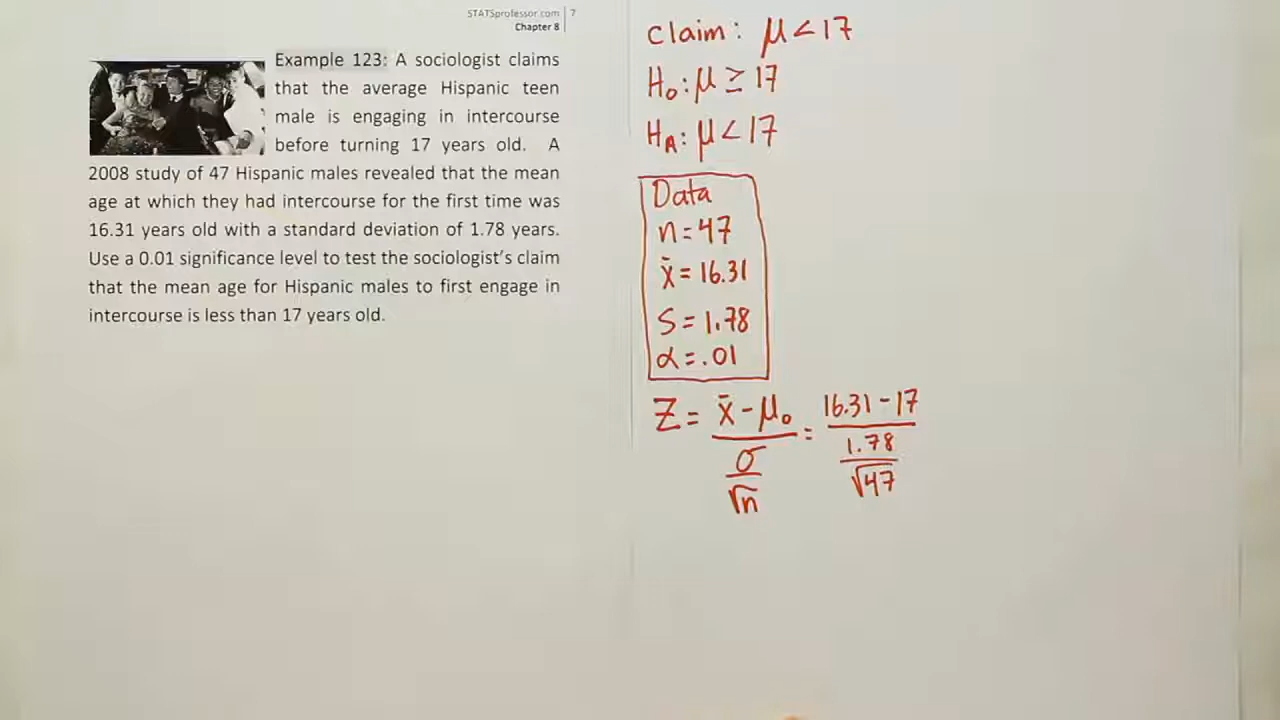 STATSprofessor.com | 7
Chapter 8
Example 123: A sociologist claims
that the average Hispanic teen
male is engaging in intercourse
before turning 17 years old. A
2008 study of 47 Hispanic males revealed that the mean
age at which they had intercourse for the first time was
16.31 years old with a standard deviation of 1.78 years.
Use a 0.01 significance level to test the sociologist's claim
that the mean age for Hispanic males to first engage in
intercourse is less than 17 years old.
Claim: μ < 17
H₀: μ ≥ 17
H_A: μ < 17
Data
n = 47
x̄ = 16.31
S = 1.78
α = .01
Z = (x̄ - μ₀) / (σ / √n) = (16.31 - 17) / (1.78 / √47)